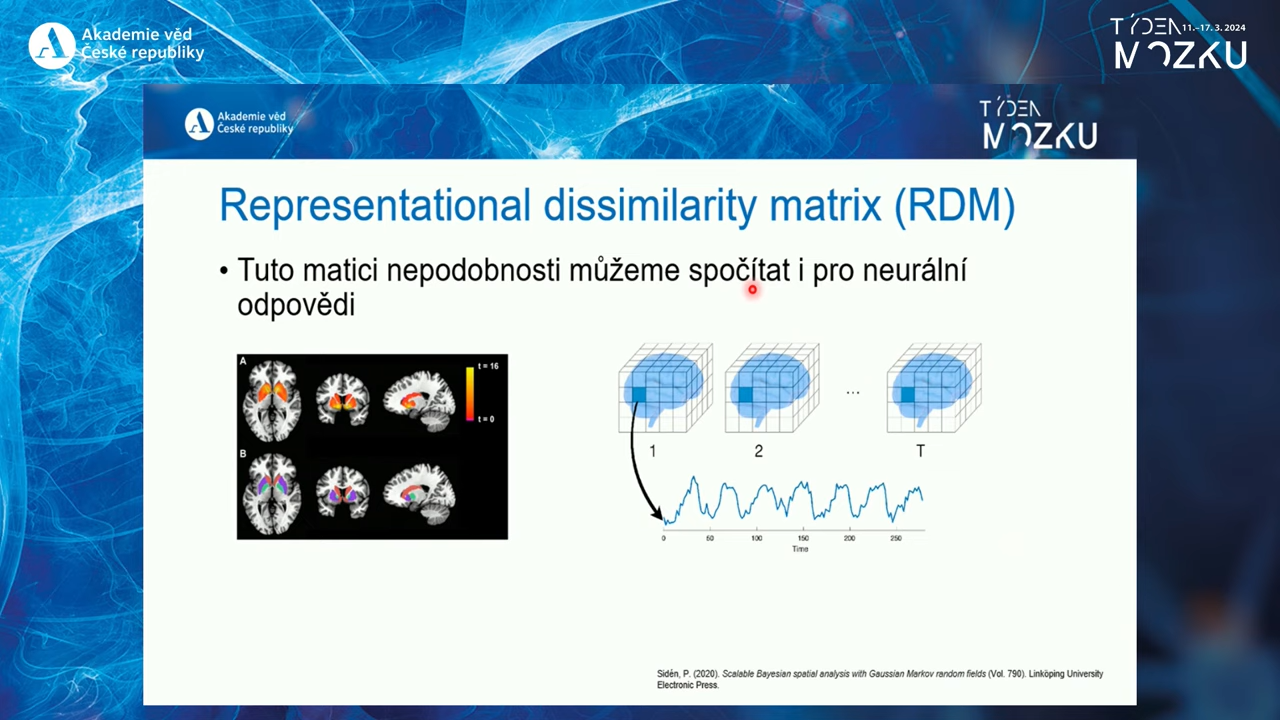 Akademie věd
České republiky
TÝDEN 11.–17. 3. 2024
MOZKU
Akademie věd
České republiky
TÝDEN
MOZKU
Representational dissimilarity matrix (RDM)
• Tuto matici nepodobnosti můžeme spočítat i pro neurální
odpovědi
A
t = 16
t = 0
B
...
1 2 T
0 50 100 150 200 250
Time
Sidén, P. (2020). Scalable Bayesian spatial analysis with Gaussian Markov random fields (Vol. 790). Linköping University
Electronic Press.